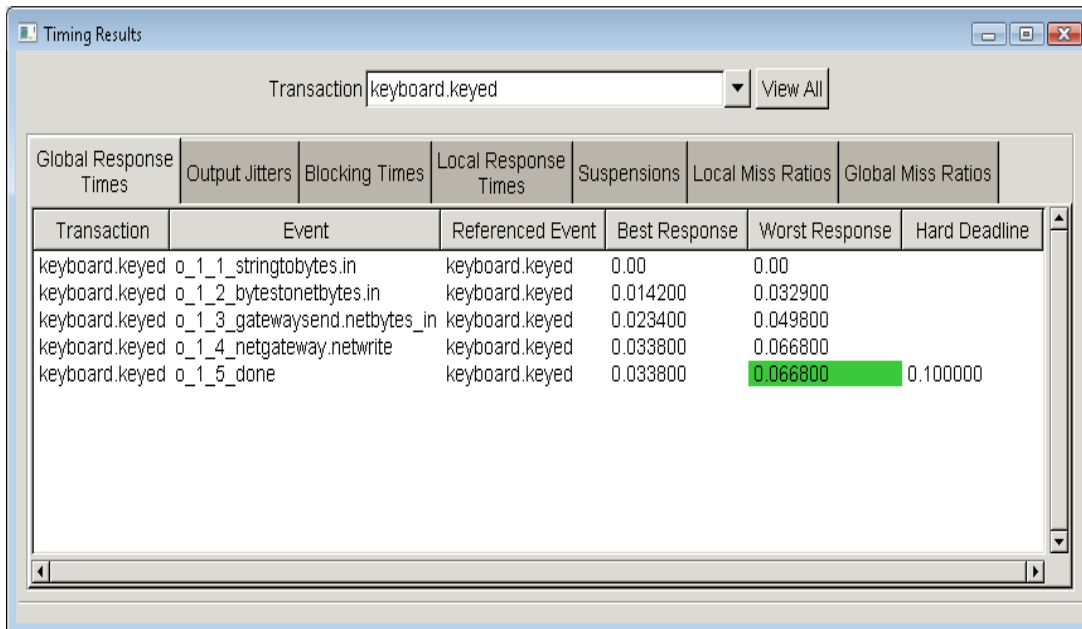 Timing Results
Transaction keyboard.keyed View All
Global Response Times Output Jitters Blocking Times Local Response Times Suspensions Local Miss Ratios Global Miss Ratios
Transaction Event Referenced Event Best Response Worst Response Hard Deadline
keyboard.keyed o_1_1_stringtobytes.in keyboard.keyed 0.00 0.00
keyboard.keyed o_1_2_bytestonetbytes.in keyboard.keyed 0.014200 0.032900
keyboard.keyed o_1_3_gatewaysend.netbytes_in keyboard.keyed 0.023400 0.049800
keyboard.keyed o_1_4_netgateway.netwrite keyboard.keyed 0.033800 0.066800
keyboard.keyed o_1_5_done keyboard.keyed 0.033800 0.066800 0.100000